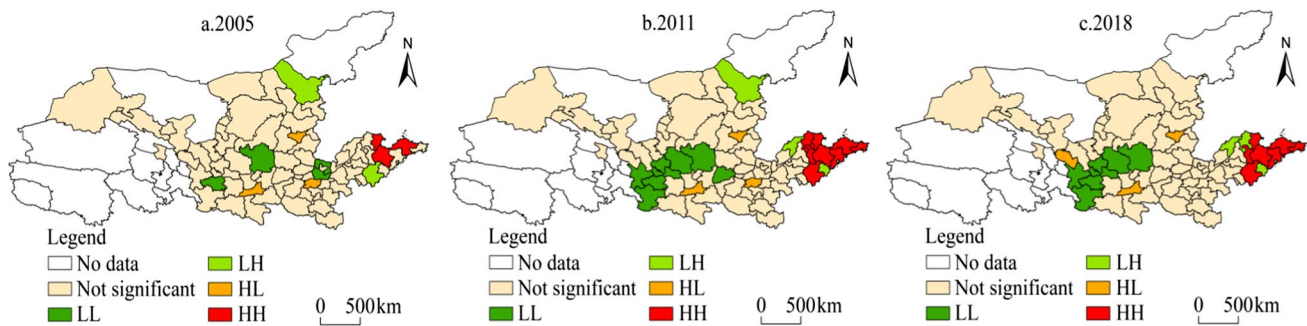 a.2005
N
Legend
No data
LH
Not significant
HL
LL
HH
0 500km
b.2011
N
Legend
No data
LH
Not significant
HL
LL
HH
0 500km
c.2018
N
Legend
No data
LH
Not significant
HL
LL
HH
0 500km